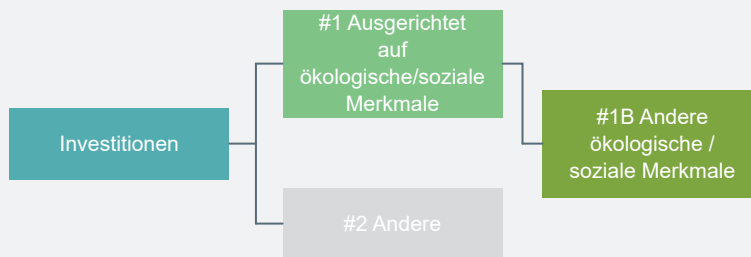 Investitionen
#1 Ausgerichtet
auf
ökologische/soziale
Merkmale
#2 Andere
#1B Andere
ökologische /
soziale Merkmale